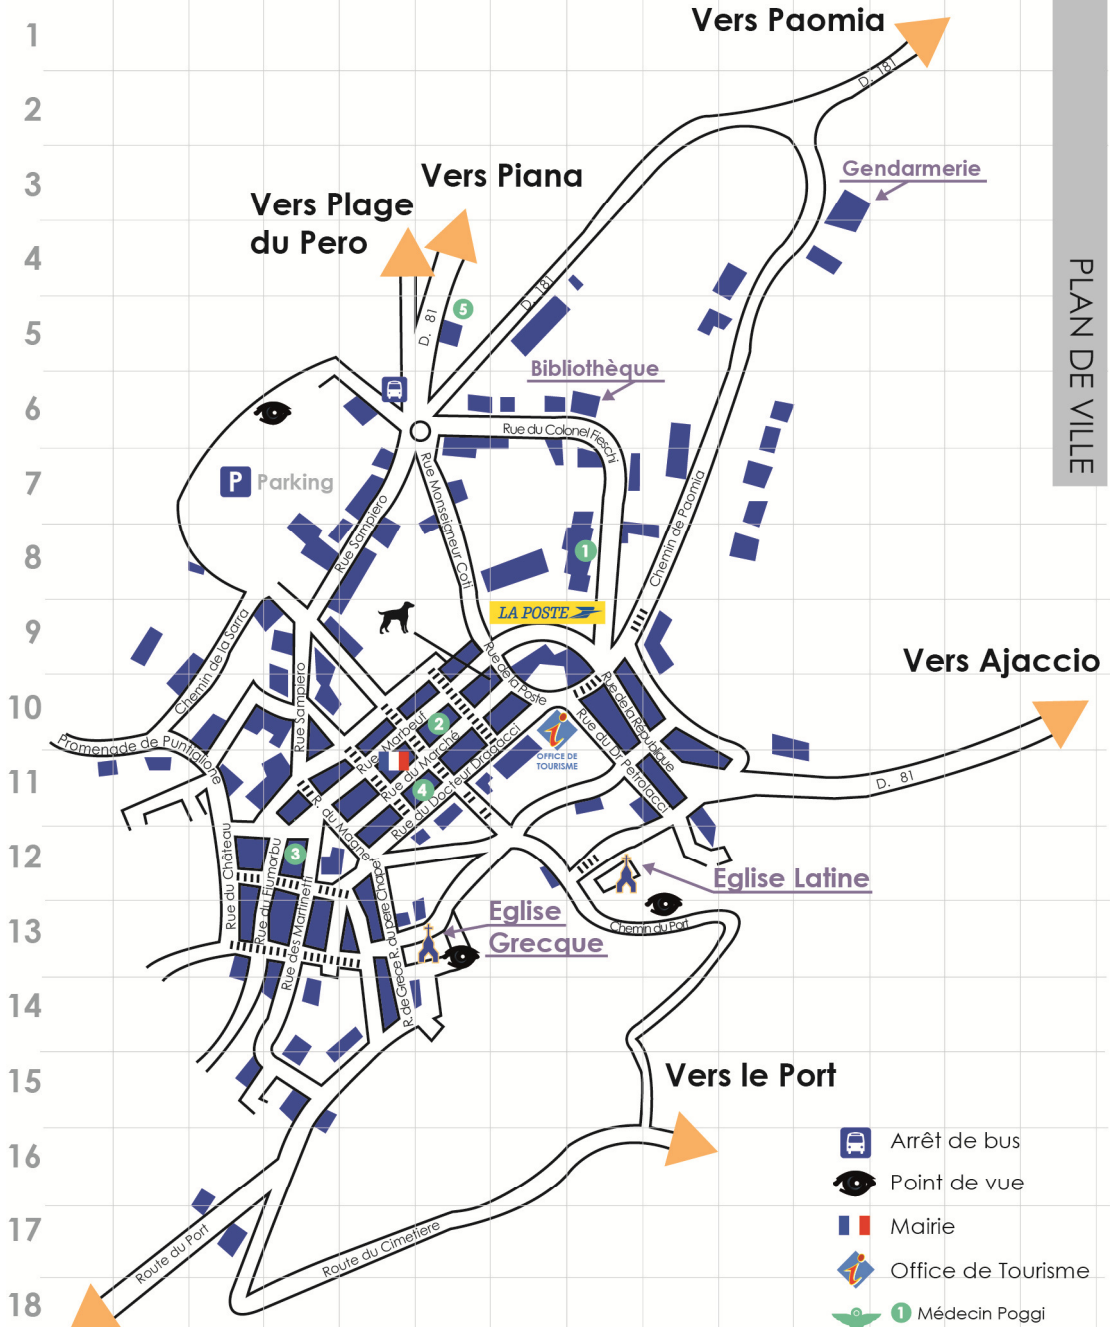 1
Vers Paomia
D. 181
2
3
Vers Piana
Gendarmerie
Vers Plage
du Pero
4
PLAN DE VILLE
D. 181
5
5
D. 81
Bibliothèque
6
Rue du Colonel Fieschi
7
P Parking
Rue Monseigneur Coti
Chemin de Paomia
Rue Sampiero
8
1
LA POSTE
9
Chemin de la Sarra
Rue de la Poste
Vers Ajaccio
10
Rue Sampiero
Rue Marbeuf
2
Rue du Marché
Rue du Docteur Dragacci
Rue du Dr Petrolacci
Rue de la République
Promenade de Puntiglione
OFFICE DE
TOURISME
11
4
D. 81
R. du Magne
12
3
Rue du Château
Rue du Fiumorbu
Rue des Martinetti
R. du père Chappe
Eglise Latine
13
Eglise
Grecque
Chemin du Port
14
R. de Grèce
15
Vers le Port
16
Arrêt de bus
Point de vue
17
Route du Port
Route du Cimetiere
Mairie
Office de Tourisme
18
1 Médecin Poggi